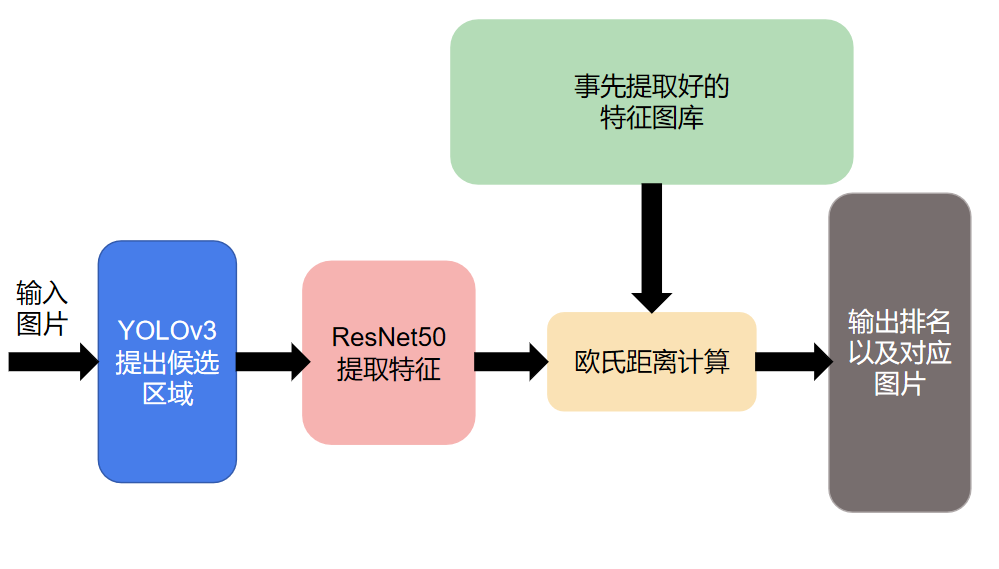 事先提取好的
特征图库
输入
图片
YOLOv3
提出候选
区域
ResNet50
提取特征
欧氏距离计算
输出排名
以及对应
图片